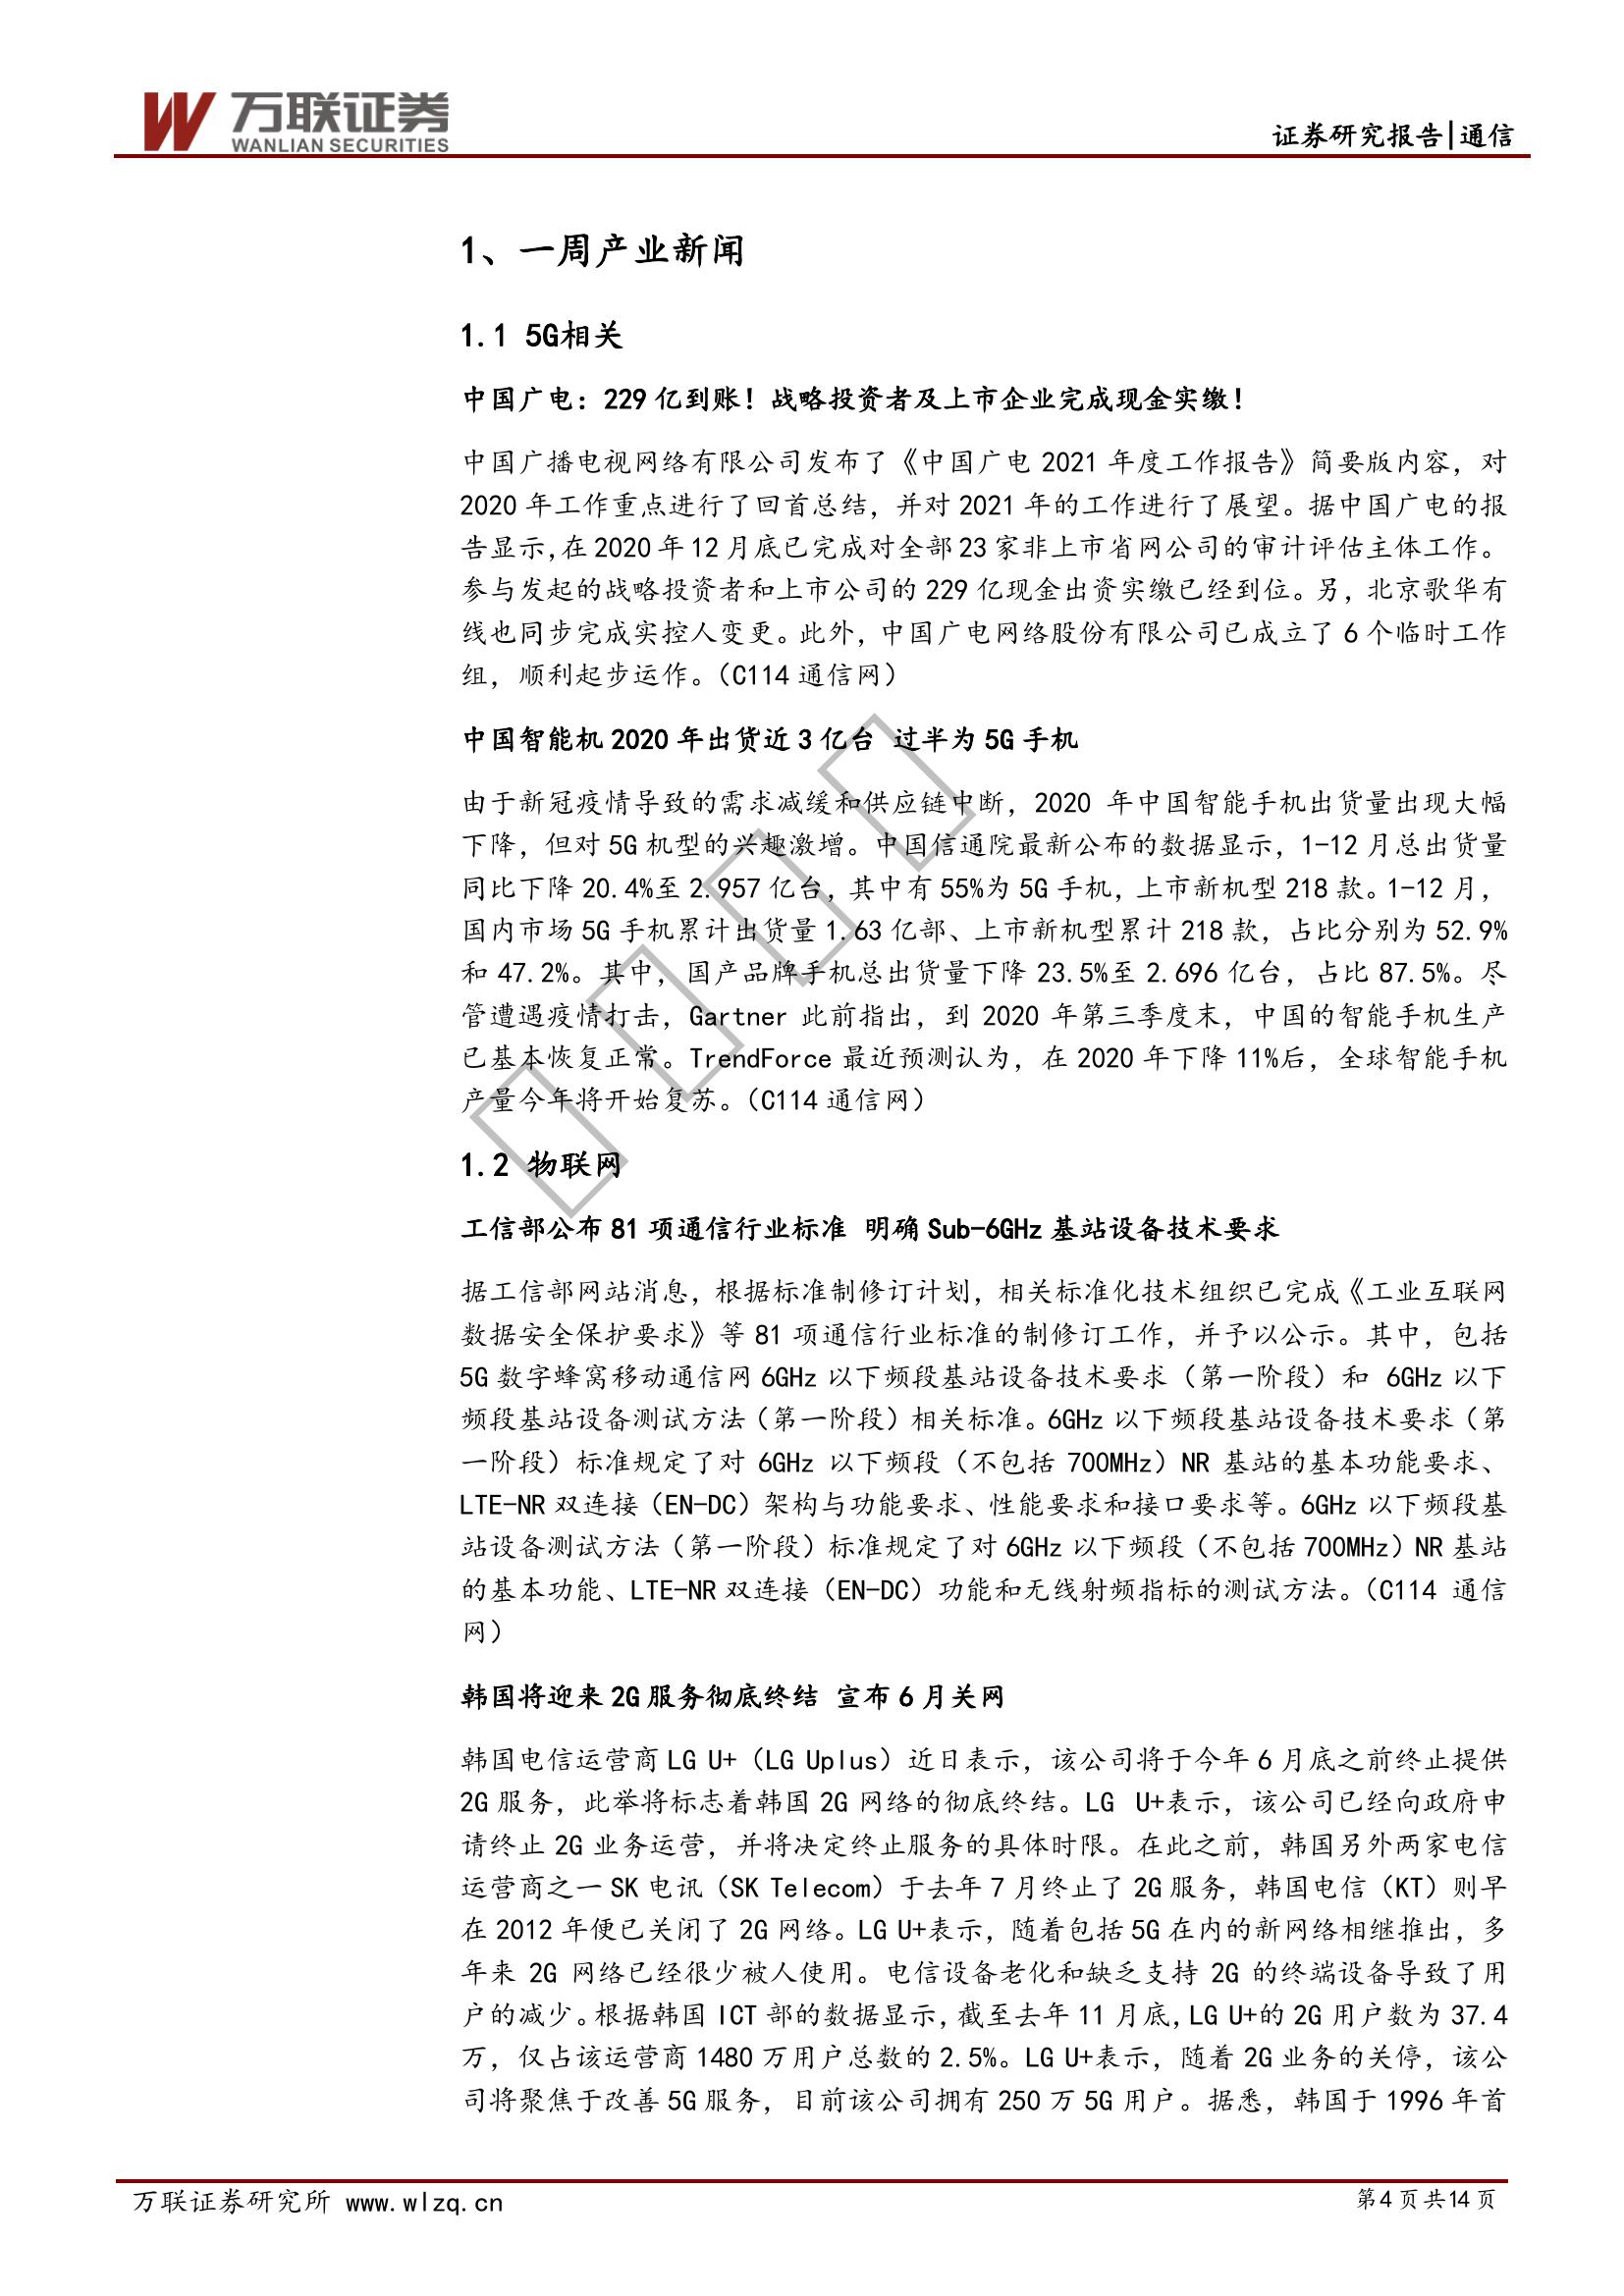 万联证券
WANLIAN SECURITIES
证券研究报告|通信
1、一周产业新闻
1.1 5G相关
中国广电：229 亿到账！战略投资者及上市企业完成现金实缴！
中国广播电视网络有限公司发布了《中国广电 2021 年度工作报告》简要版内容，对
2020 年工作重点进行了回首总结，并对 2021 年的工作进行了展望。据中国广电的报
告显示，在 2020 年 12 月底已完成对全部 23 家非上市省网公司的审计评估主体工作。
参与发起的战略投资者和上市公司的 229 亿现金出资实缴已经到位。另，北京歌华有
线也同步完成实控人变更。此外，中国广电网络股份有限公司已成立了 6 个临时工作
组，顺利起步运作。（C114 通信网）
中国智能机 2020 年出货近 3 亿台 过半为 5G 手机
由于新冠疫情导致的需求减缓和供应链中断，2020 年中国智能手机出货量出现大幅
下降，但对 5G 机型的兴趣激增。中国信通院最新公布的数据显示，1-12 月总出货量
同比下降 20.4%至 2.957 亿台，其中有 55%为 5G 手机，上市新机型 218 款。1-12 月，
国内市场 5G 手机累计出货量 1.63 亿部、上市新机型累计 218 款，占比分别为 52.9%
和 47.2%。其中，国产品牌手机总出货量下降 23.5%至 2.696 亿台，占比 87.5%。尽
管遭遇疫情打击，Gartner 此前指出，到 2020 年第三季度末，中国的智能手机生产
已基本恢复正常。TrendForce 最近预测认为，在 2020 年下降 11%后，全球智能手机
产量今年将开始复苏。（C114 通信网）
1.2 物联网
工信部公布 81 项通信行业标准 明确 Sub-6GHz 基站设备技术要求
据工信部网站消息，根据标准制修订计划，相关标准化技术组织已完成《工业互联网
数据安全保护要求》等 81 项通信行业标准的制修订工作，并予以公示。其中，包括
5G 数字蜂窝移动通信网 6GHz 以下频段基站设备技术要求（第一阶段）和 6GHz 以下
频段基站设备测试方法（第一阶段）相关标准。6GHz 以下频段基站设备技术要求（第
一阶段）标准规定了对 6GHz 以下频段（不包括 700MHz）NR 基站的基本功能要求、
LTE-NR 双连接（EN-DC）架构与功能要求、性能要求和接口要求等。6GHz 以下频段基
站设备测试方法（第一阶段）标准规定了对 6GHz 以下频段（不包括 700MHz）NR 基站
的基本功能、LTE-NR 双连接（EN-DC）功能和无线射频指标的测试方法。（C114 通信
网）
韩国将迎来 2G 服务彻底终结 宣布 6 月关网
韩国电信运营商 LG U+（LG Uplus）近日表示，该公司将于今年 6 月底之前终止提供
2G 服务，此举将标志着韩国 2G 网络的彻底终结。LG U+表示，该公司已经向政府申
请终止 2G 业务运营，并将决定终止服务的具体时限。在此之前，韩国另外两家电信
运营商之一 SK 电讯（SK Telecom）于去年 7 月终止了 2G 服务，韩国电信（KT）则早
在 2012 年便已关闭了 2G 网络。LG U+表示，随着包括 5G 在内的新网络相继推出，多
年来 2G 网络已经很少被人使用。电信设备老化和缺乏支持 2G 的终端设备导致了用
户的减少。根据韩国 ICT 部的数据显示，截至去年 11 月底，LG U+的 2G 用户数为 37.4
万，仅占该运营商 1480 万用户总数的 2.5%。LG U+表示，随着 2G 业务的关停，该公
司将聚焦于改善 5G 服务，目前该公司拥有 250 万 5G 用户。据悉，韩国于 1996 年首
万联证券研究所 www.wlzq.cn
第 4 页 共 14 页